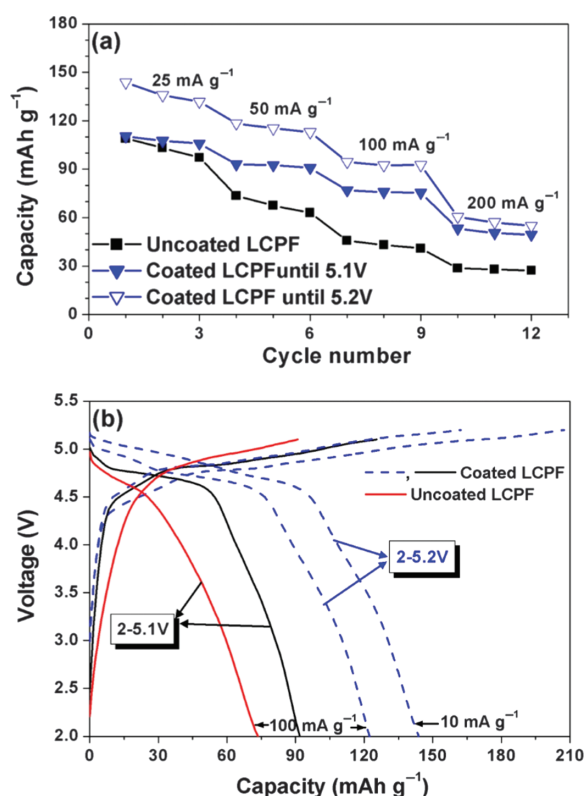 (a)
180
150
120
90
60
30
0
Capacity (mAh g⁻¹)
25 mA g⁻¹
50 mA g⁻¹
100 mA g⁻¹
200 mA g⁻¹
Uncoated LCPF
Coated LCPFuntil 5.1V
Coated LCPF until 5.2V
0 3 6 9 12
Cycle number
(b)
5.5
5.0
4.5
4.0
3.5
3.0
2.5
2.0
Voltage (V)
, Coated LCPF
Uncoated LCPF
2-5.2V
2-5.1V
100 mA g⁻¹
10 mA g⁻¹
0 30 60 90 120 150 180 210
Capacity (mAh g⁻¹)